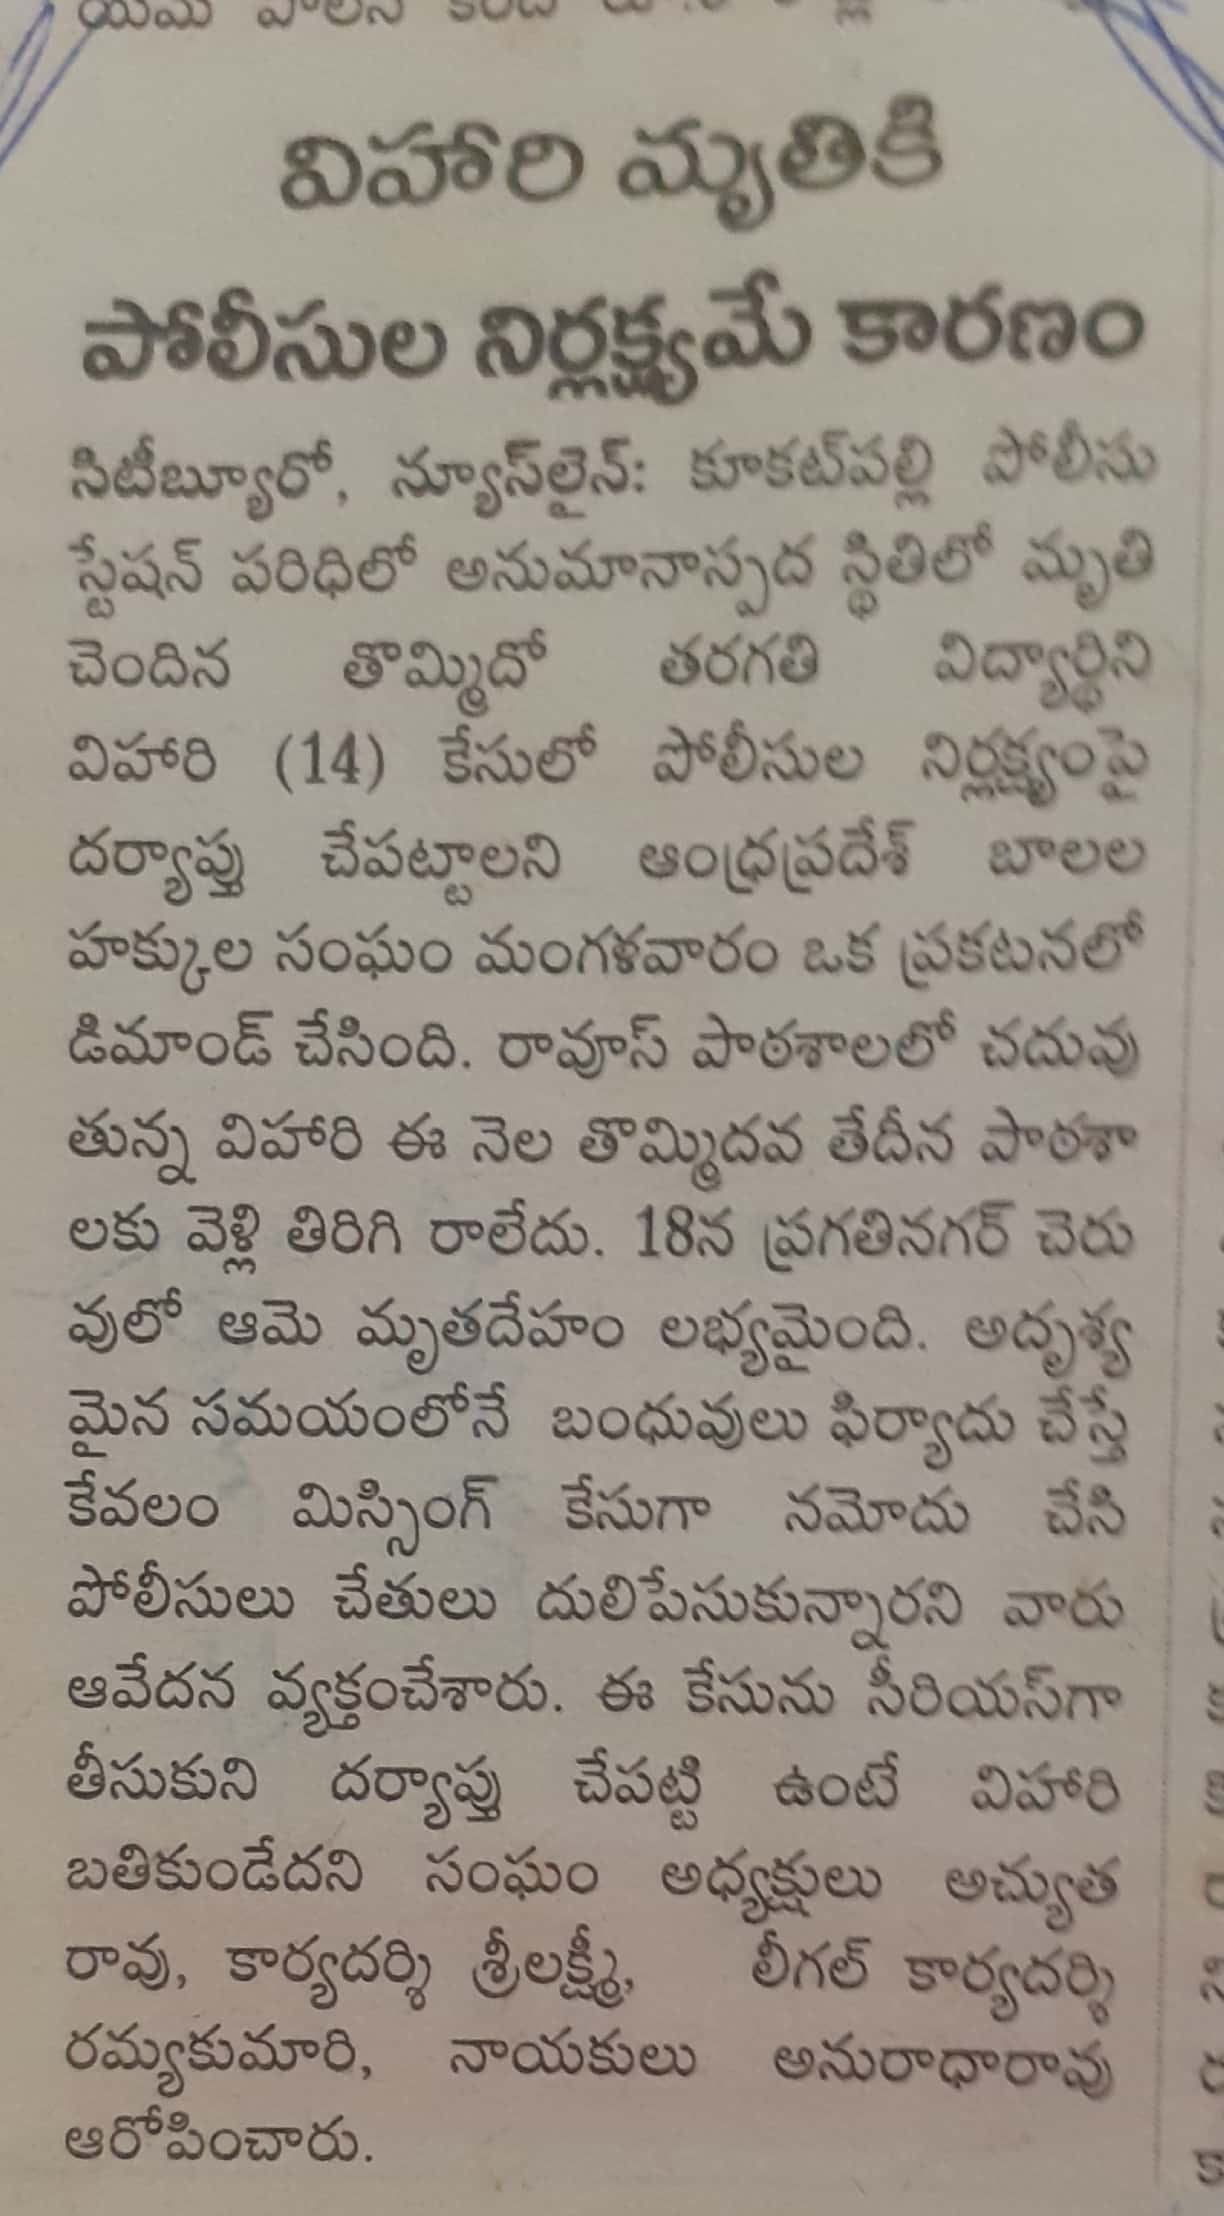 విహారి మృతికి
పోలీసుల నిర్లక్ష్యమే కారణం
సిటీబ్యూరో, న్యూస్‌లైన్: కూకట్‌పల్లి పోలీసు
స్టేషన్ పరిధిలో అనుమానాస్పద స్థితిలో మృతి
చెందిన తొమ్మిదో తరగతి విద్యార్థిని
విహారి (14) కేసులో పోలీసుల నిర్లక్ష్యంపై
దర్యాప్తు చేపట్టాలని ఆంధ్రప్రదేశ్ బాలల
హక్కుల సంఘం మంగళవారం ఒక ప్రకటనలో
డిమాండ్ చేసింది. రావూస్ పాఠశాలలో చదువు
తున్న విహారి ఈ నెల తొమ్మిదవ తేదీన పాఠశా
లకు వెళ్లి తిరిగి రాలేదు. 18న ప్రగతినగర్ చెరు
వులో ఆమె మృతదేహం లభ్యమైంది. అదృశ్య
మైన సమయంలోనే బంధువులు ఫిర్యాదు చేస్తే
కేవలం మిస్సింగ్ కేసుగా నమోదు చేసి
పోలీసులు చేతులు దులిపేసుకున్నారని వారు
ఆవేదన వ్యక్తంచేశారు. ఈ కేసును సీరియస్‌గా
తీసుకుని దర్యాప్తు చేపట్టి ఉంటే విహారి
బతికుండేదని సంఘం అధ్యక్షులు అచ్యుత
రావు, కార్యదర్శి శ్రీలక్ష్మీ, లీగల్ కార్యదర్శి
రమ్యకుమారి, నాయకులు అనురాధారావు
ఆరోపించారు.